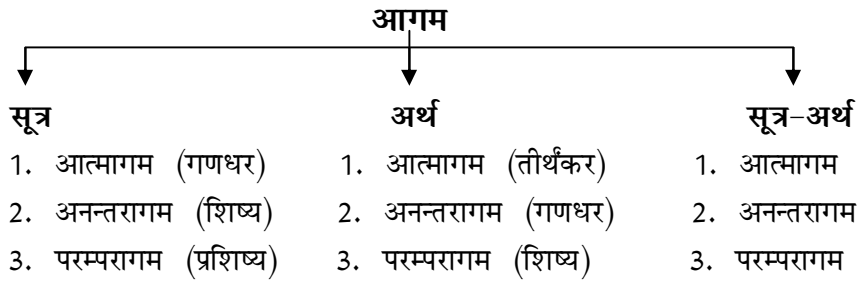 आगम
सूत्र अर्थ सूत्र-अर्थ
1. आत्मागम (गणधर) 1. आत्मागम (तीर्थंकर) 1. आत्मागम
2. अनन्तरागम (शिष्य) 2. अनन्तरागम (गणधर) 2. अनन्तरागम
3. परम्परागम (प्रशिष्य) 3. परम्परागम (शिष्य) 3. परम्परागम